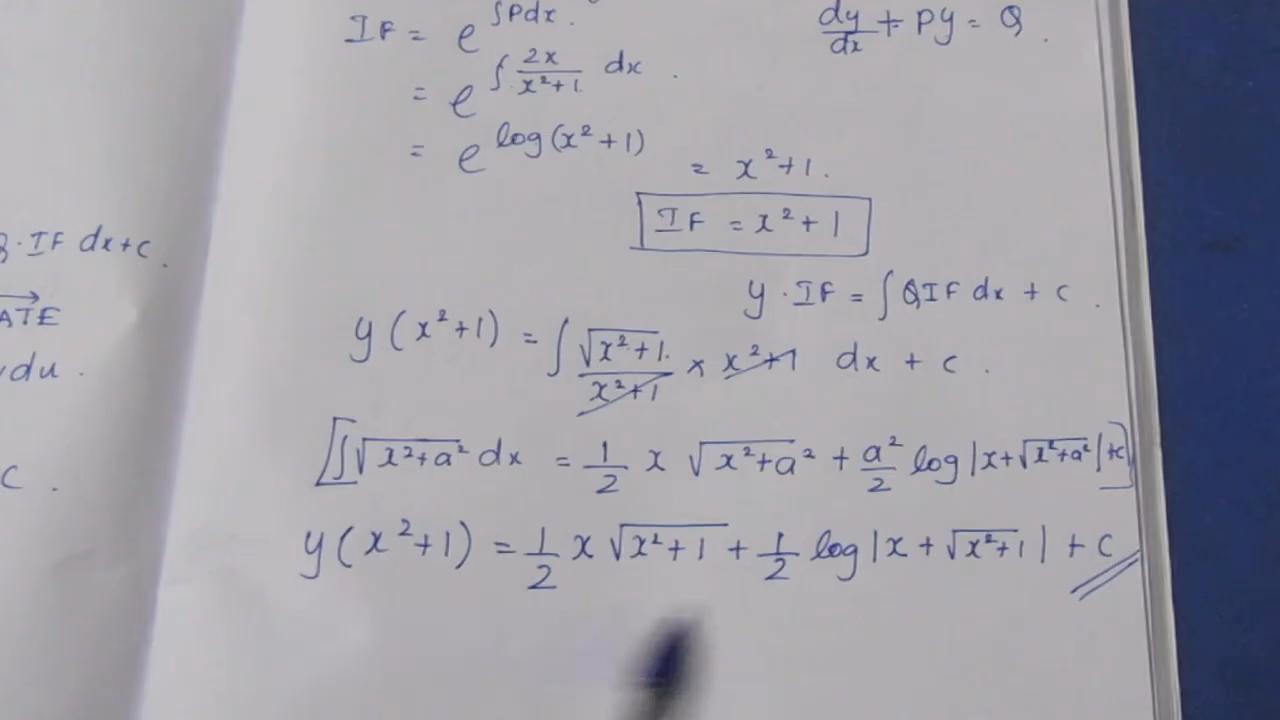 IF = e^∫Pdx.
dy/dx + Py = Q.
= e^∫ 2x/x²+1 dx.
= e^log(x²+1)
= x²+1.
IF = x²+1
. IF dx+c.
y . IF = ∫ QIF dx + c.
ATE
y(x²+1) = ∫ √x²+1/x²+1 × x²+1 dx + c.
du.
[∫√x²+a² dx = 1/2 x √x²+a² + a²/2 log|x+√x²+a²|+c]
c.
y(x²+1) = 1/2 x √x²+1 + 1/2 log|x + √x²+1| + c